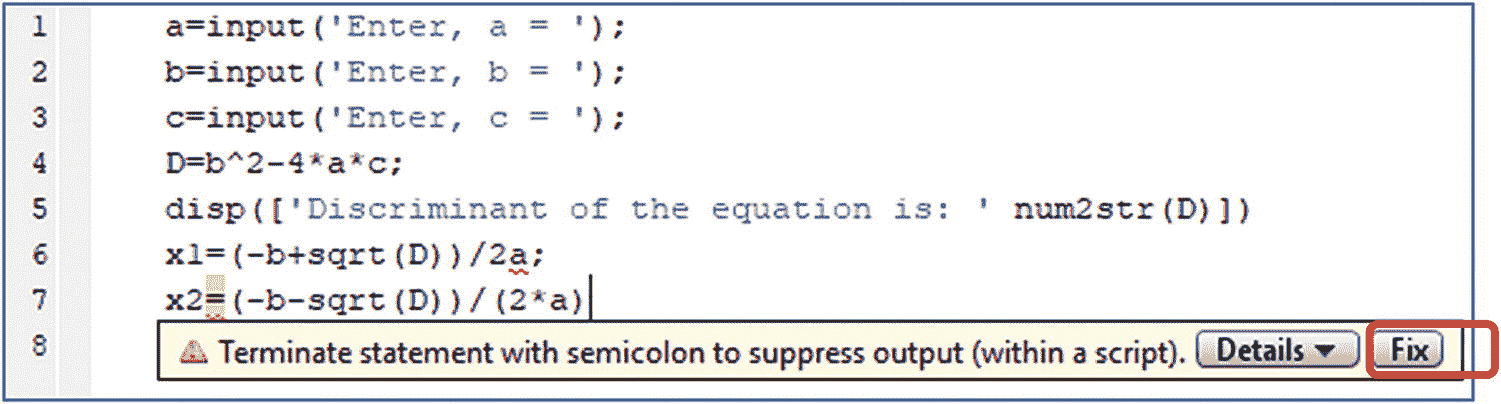 1 a=input('Enter, a = ');
2 b=input('Enter, b = ');
3 c=input('Enter, c = ');
4 D=b^2-4*a*c;
5 disp(['Discriminant of the equation is: ' num2str(D)])
6 x1=(-b+sqrt(D))/2a;
7 x2=(-b-sqrt(D))/(2*a)
8 Terminate statement with semicolon to suppress output (within a script). Details Fix